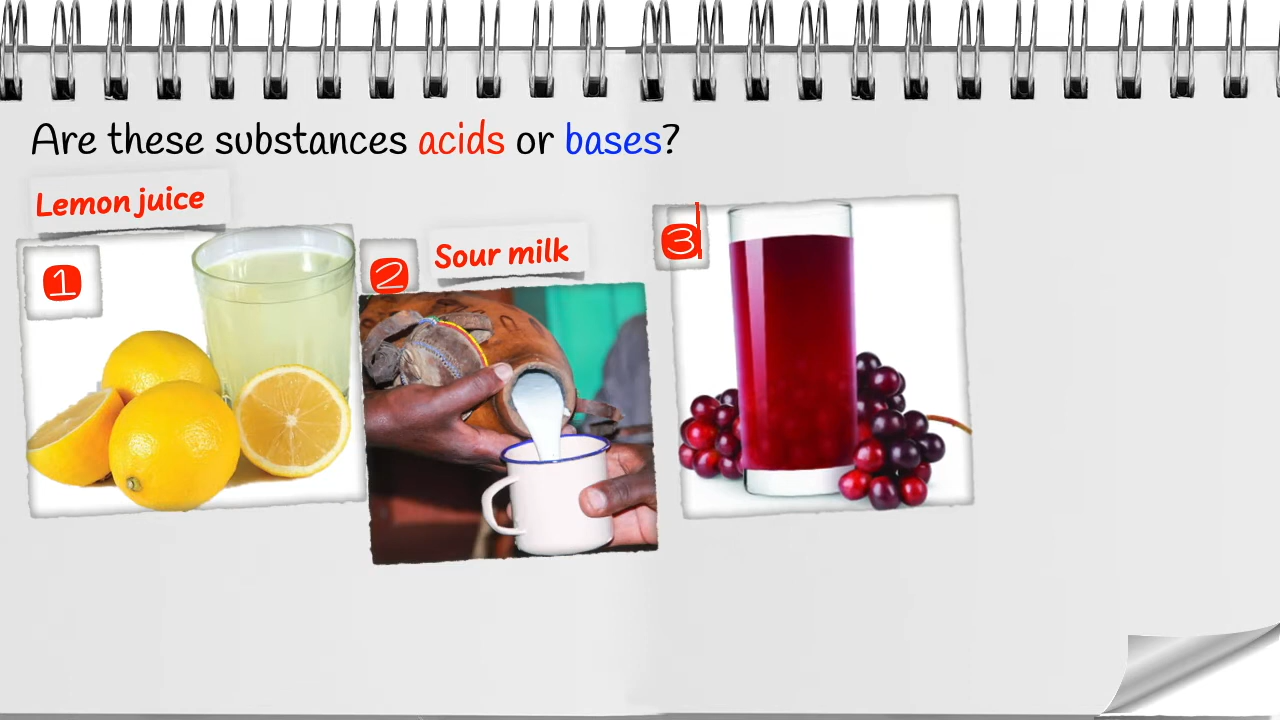 Are these substances acids or bases?
Lemon juice
1
2
Sour milk
3